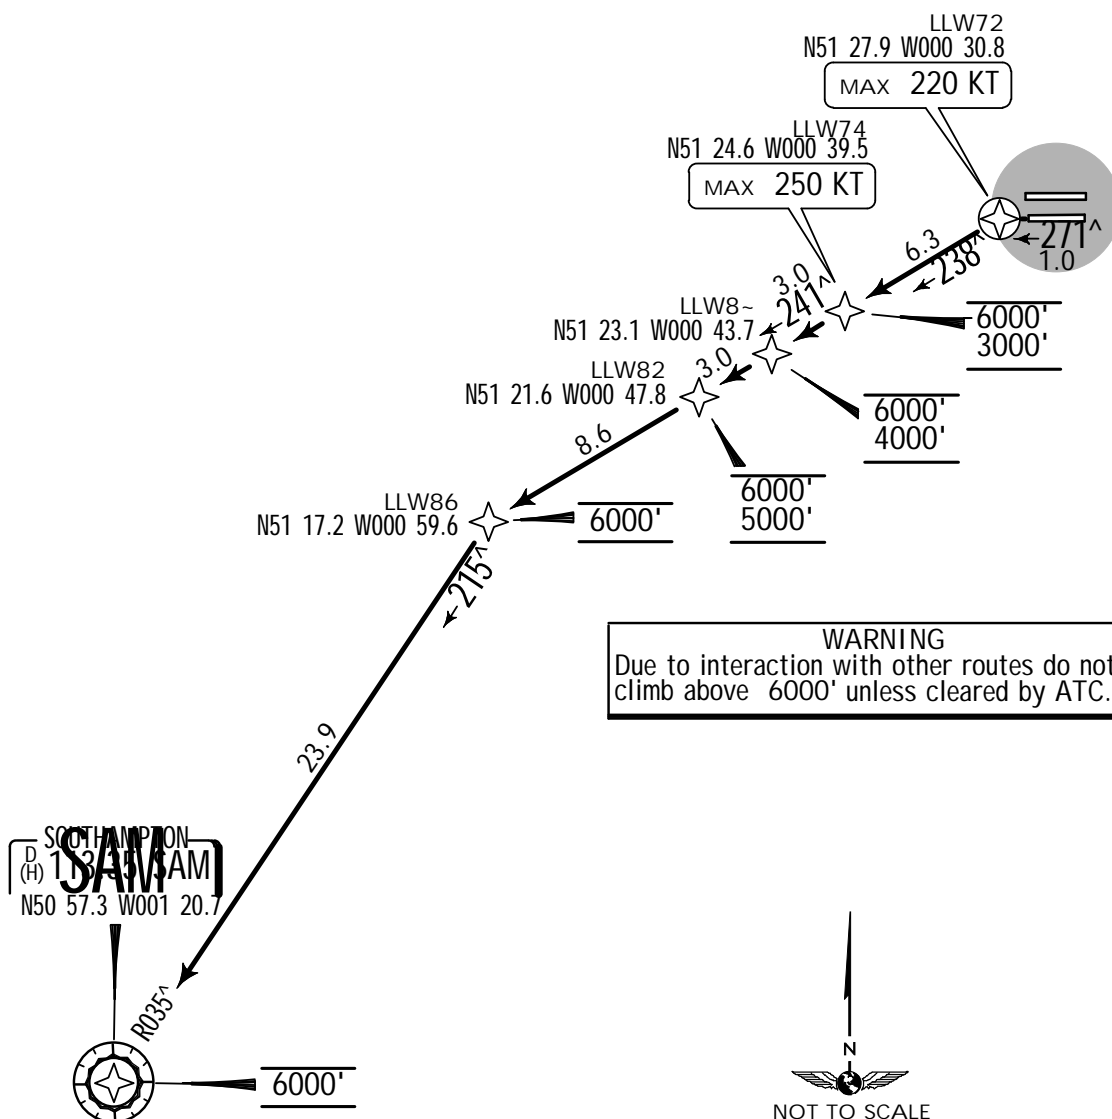 LLW72
N51 27.9 W000 30.8
MAX 220 KT
LLW74
N51 24.6 W000 39.5
MAX 250 KT
271^
1.0
6.3
238^
6000'
3000'
3.0
241^
LLW8~
N51 23.1 W000 43.7
6000'
4000'
3.0
LLW82
N51 21.6 W000 47.8
6000'
5000'
8.6
LLW86
N51 17.2 W000 59.6
6000'
215^
WARNING
Due to interaction with other routes do not
climb above 6000' unless cleared by ATC.
23.9
SOUTHAMPTON
SAM
D
(H) 113.35 SAM
N50 57.3 W001 20.7
R035^
6000'
N
NOT TO SCALE